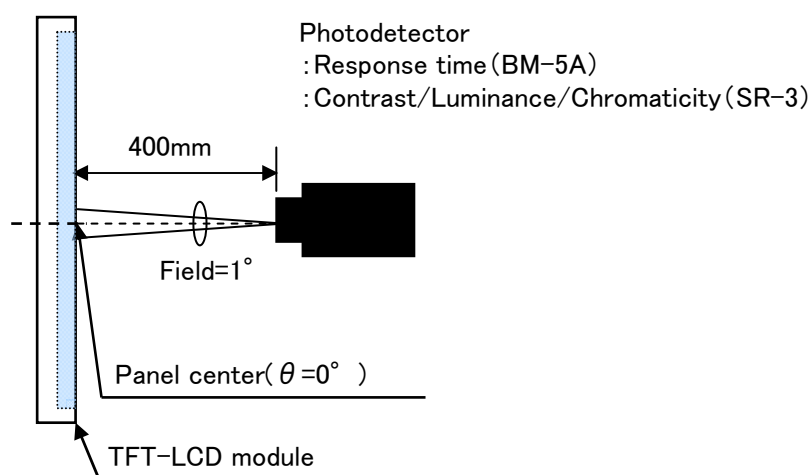 Photodetector
:Response time(BM-5A)
:Contrast/Luminance/Chromaticity(SR-3)
400mm
Field=1°
Panel center(θ=0° )
TFT-LCD module